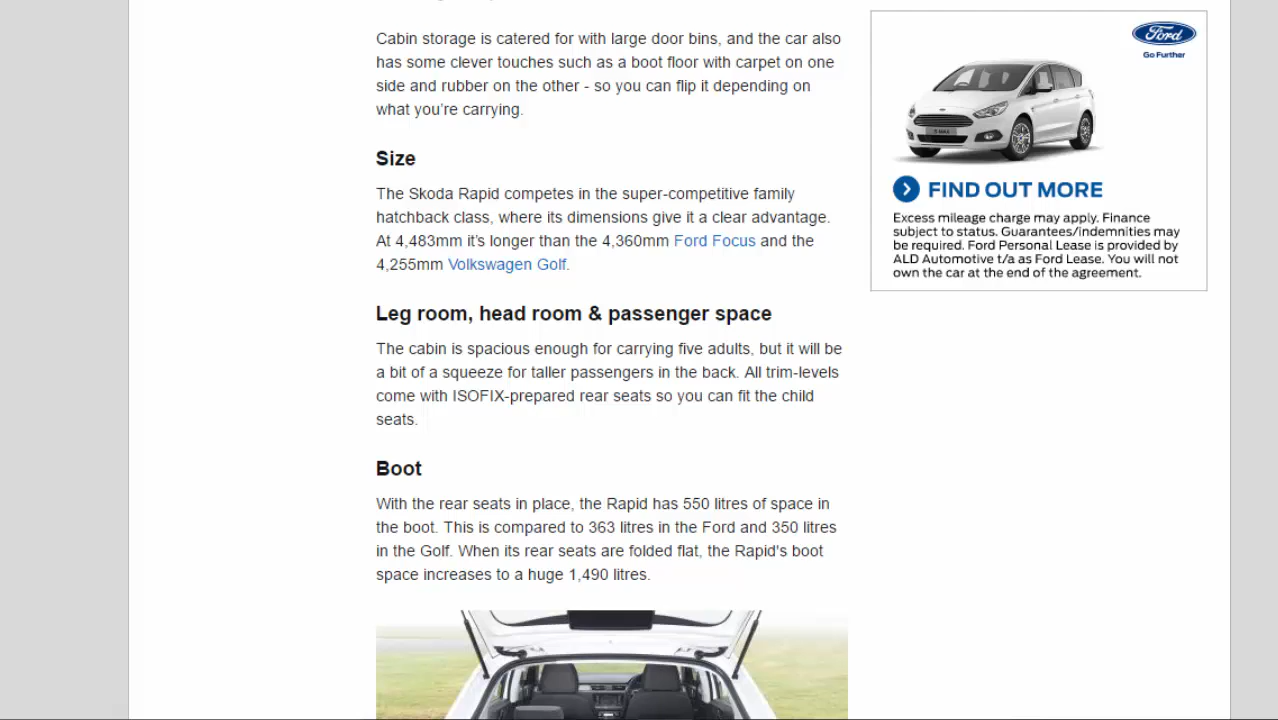 Cabin storage is catered for with large door bins, and the car also
has some clever touches such as a boot floor with carpet on one
side and rubber on the other - so you can flip it depending on
what you're carrying.
Size
The Skoda Rapid competes in the super-competitive family
hatchback class, where its dimensions give it a clear advantage.
At 4,483mm it's longer than the 4,360mm Ford Focus and the
4,255mm Volkswagen Golf.
Leg room, head room & passenger space
The cabin is spacious enough for carrying five adults, but it will be
a bit of a squeeze for taller passengers in the back. All trim-levels
come with ISOFIX-prepared rear seats so you can fit the child
seats.
Boot
With the rear seats in place, the Rapid has 550 litres of space in
the boot. This is compared to 363 litres in the Ford and 350 litres
in the Golf. When its rear seats are folded flat, the Rapid's boot
space increases to a huge 1,490 litres.
Ford
Go Further
FIND OUT MORE
Excess mileage charge may apply. Finance
subject to status. Guarantees/indemnities may
be required. Ford Personal Lease is provided by
ALD Automotive t/a as Ford Lease. You will not
own the car at the end of the agreement.